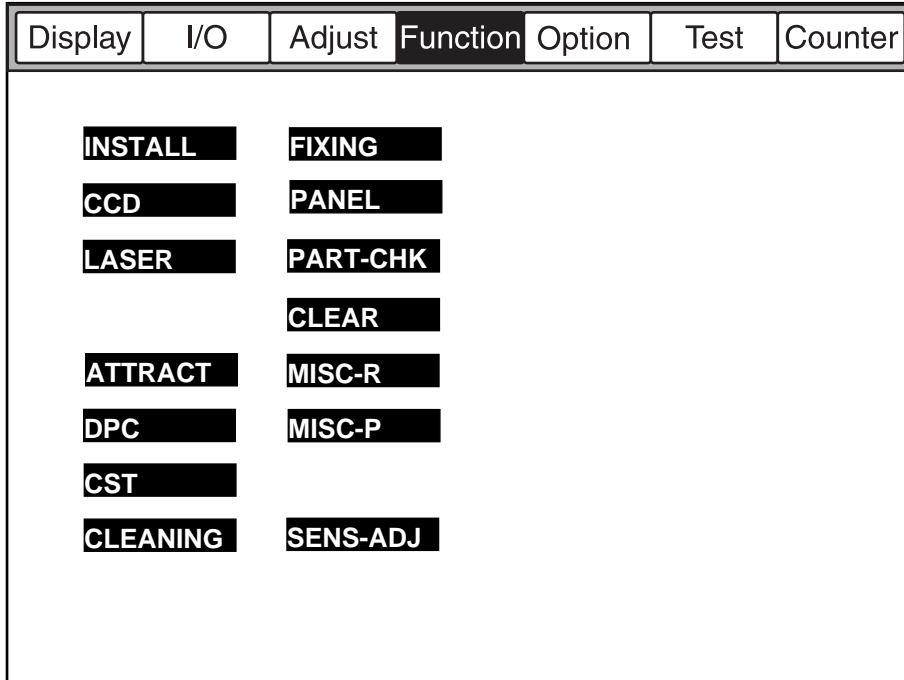 Display I/O Adjust Function Option Test Counter
INSTALL FIXING
CCD PANEL
LASER PART-CHK
CLEAR
ATTRACT MISC-R
DPC MISC-P
CST
CLEANING SENS-ADJ